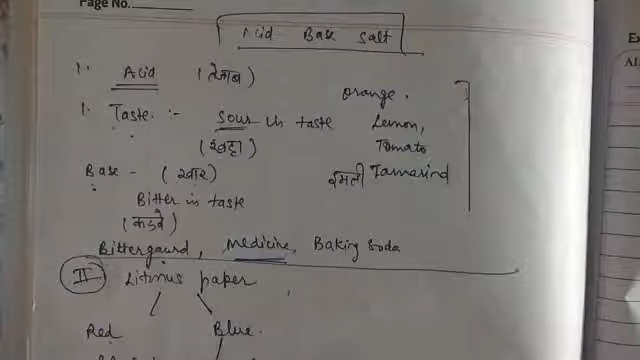 Page No.
Acid Base Salt
1. Acid (तेजाब)
Orange.
1. Taste :- Sour in taste Lemon,
(खट्टा) Tomato
Base - (खार) इमली Tamarind
Bitter in taste
(कडवे)
Bittergaurd, Medicine, Baking soda
II Litmus paper
Red Blue.